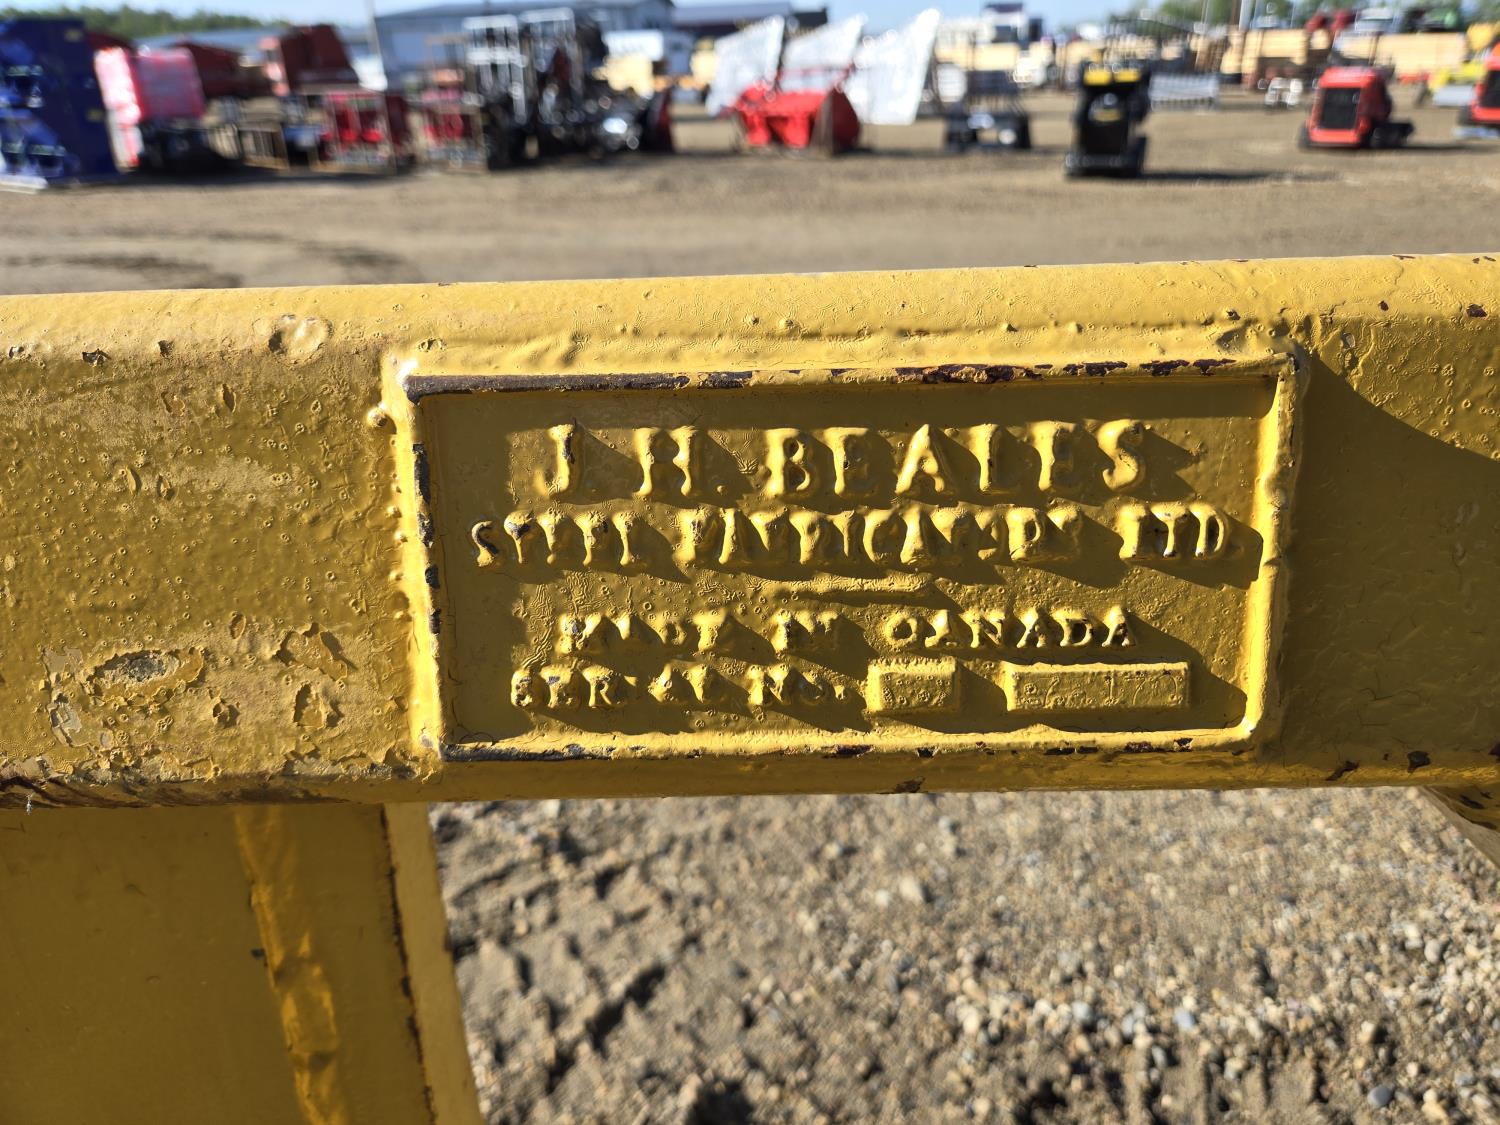 J.H. BEALES
STEEL FABRICATORS LTD.
MADE IN CANADA
SERIAL NO.